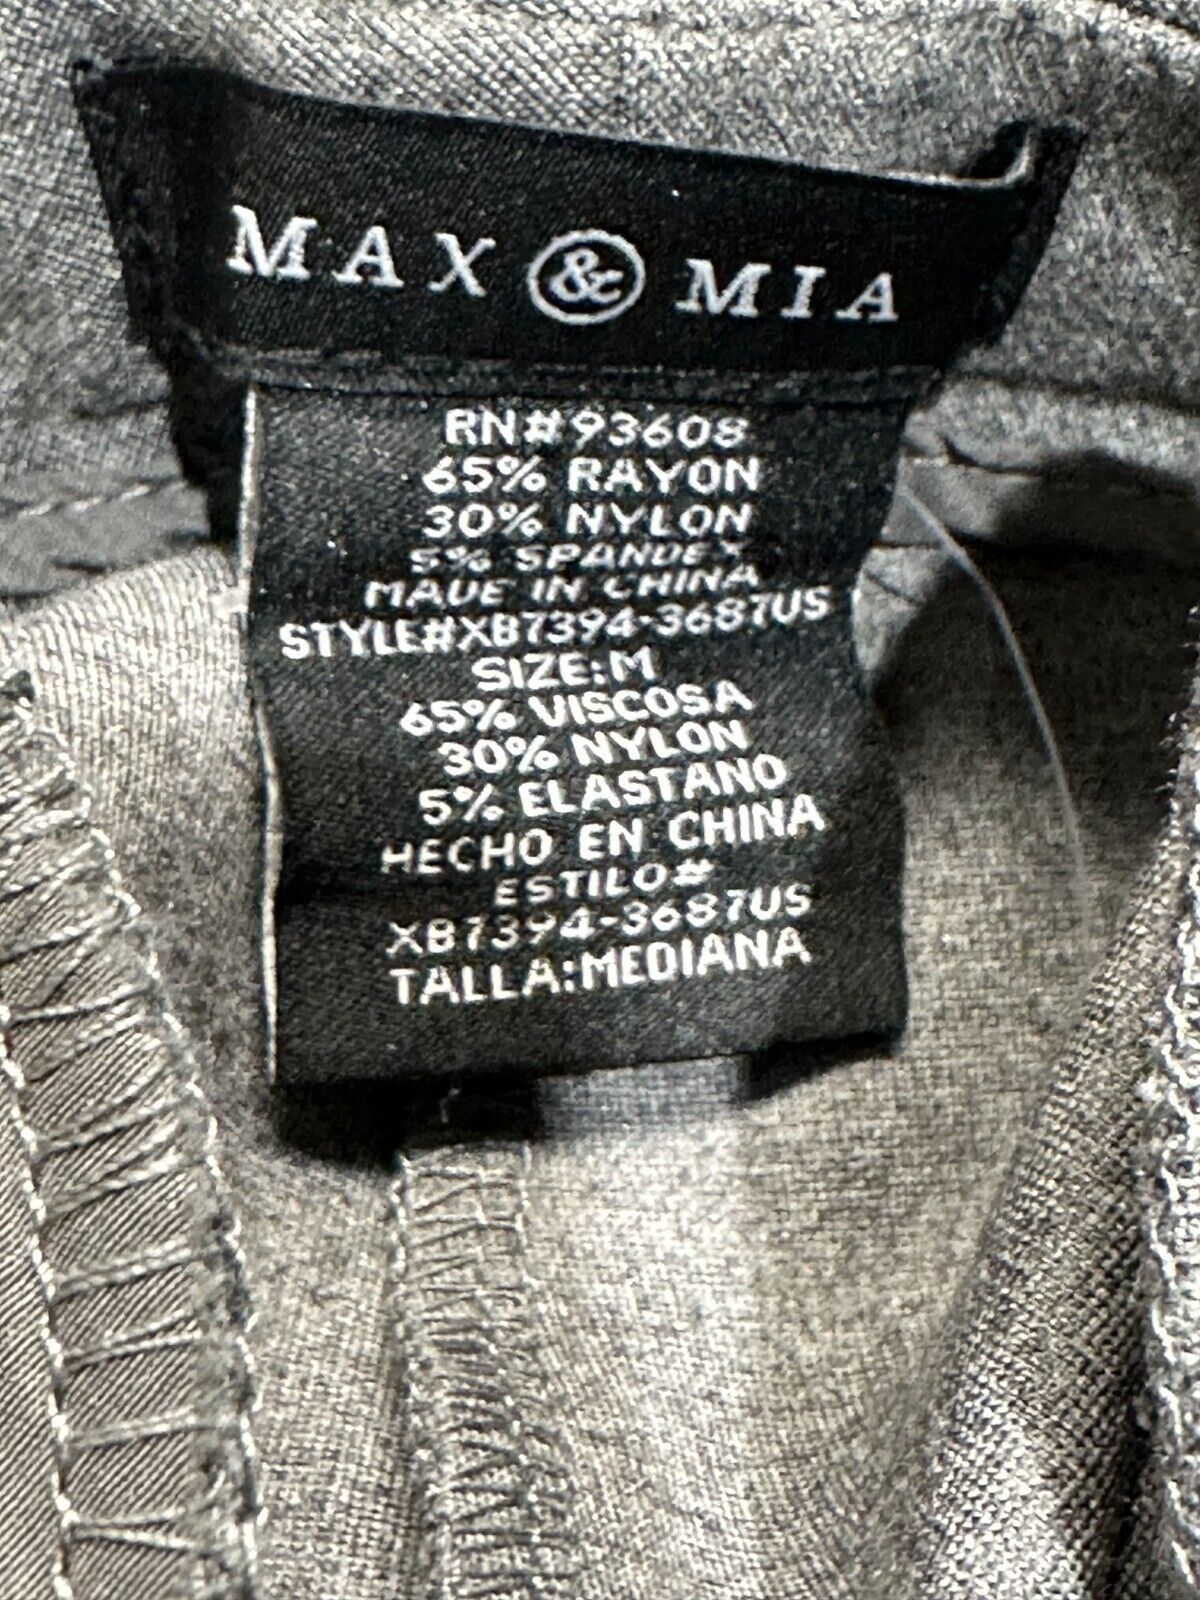 MAX & MIA
RN#93608
65% RAYON
30% NYLON
5% SPANDEX
MADE IN CHINA
STYLE#XB7394-3687US
SIZE:M
65% VISCOSA
30% NYLON
5% ELASTANO
HECHO EN CHINA
ESTILO#
XB7394-3687US
TALLA:MEDIANA